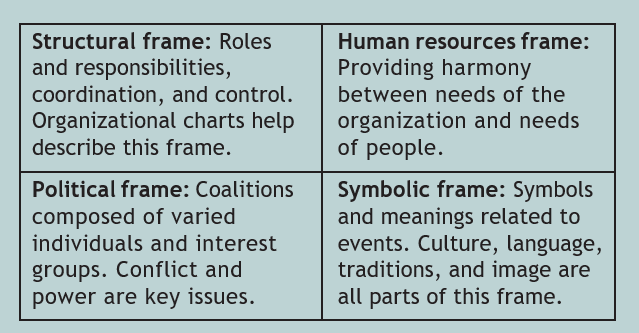 Structural frame: Roles
and responsibilities,
coordination, and control.
Organizational charts help
describe this frame.
Human resources frame:
Providing harmony
between needs of the
organization and needs
of people.
Political frame: Coalitions
composed of varied
individuals and interest
groups. Conflict and
power are key issues.
Symbolic frame: Symbols
and meanings related to
events. Culture, language,
traditions, and image are
all parts of this frame.